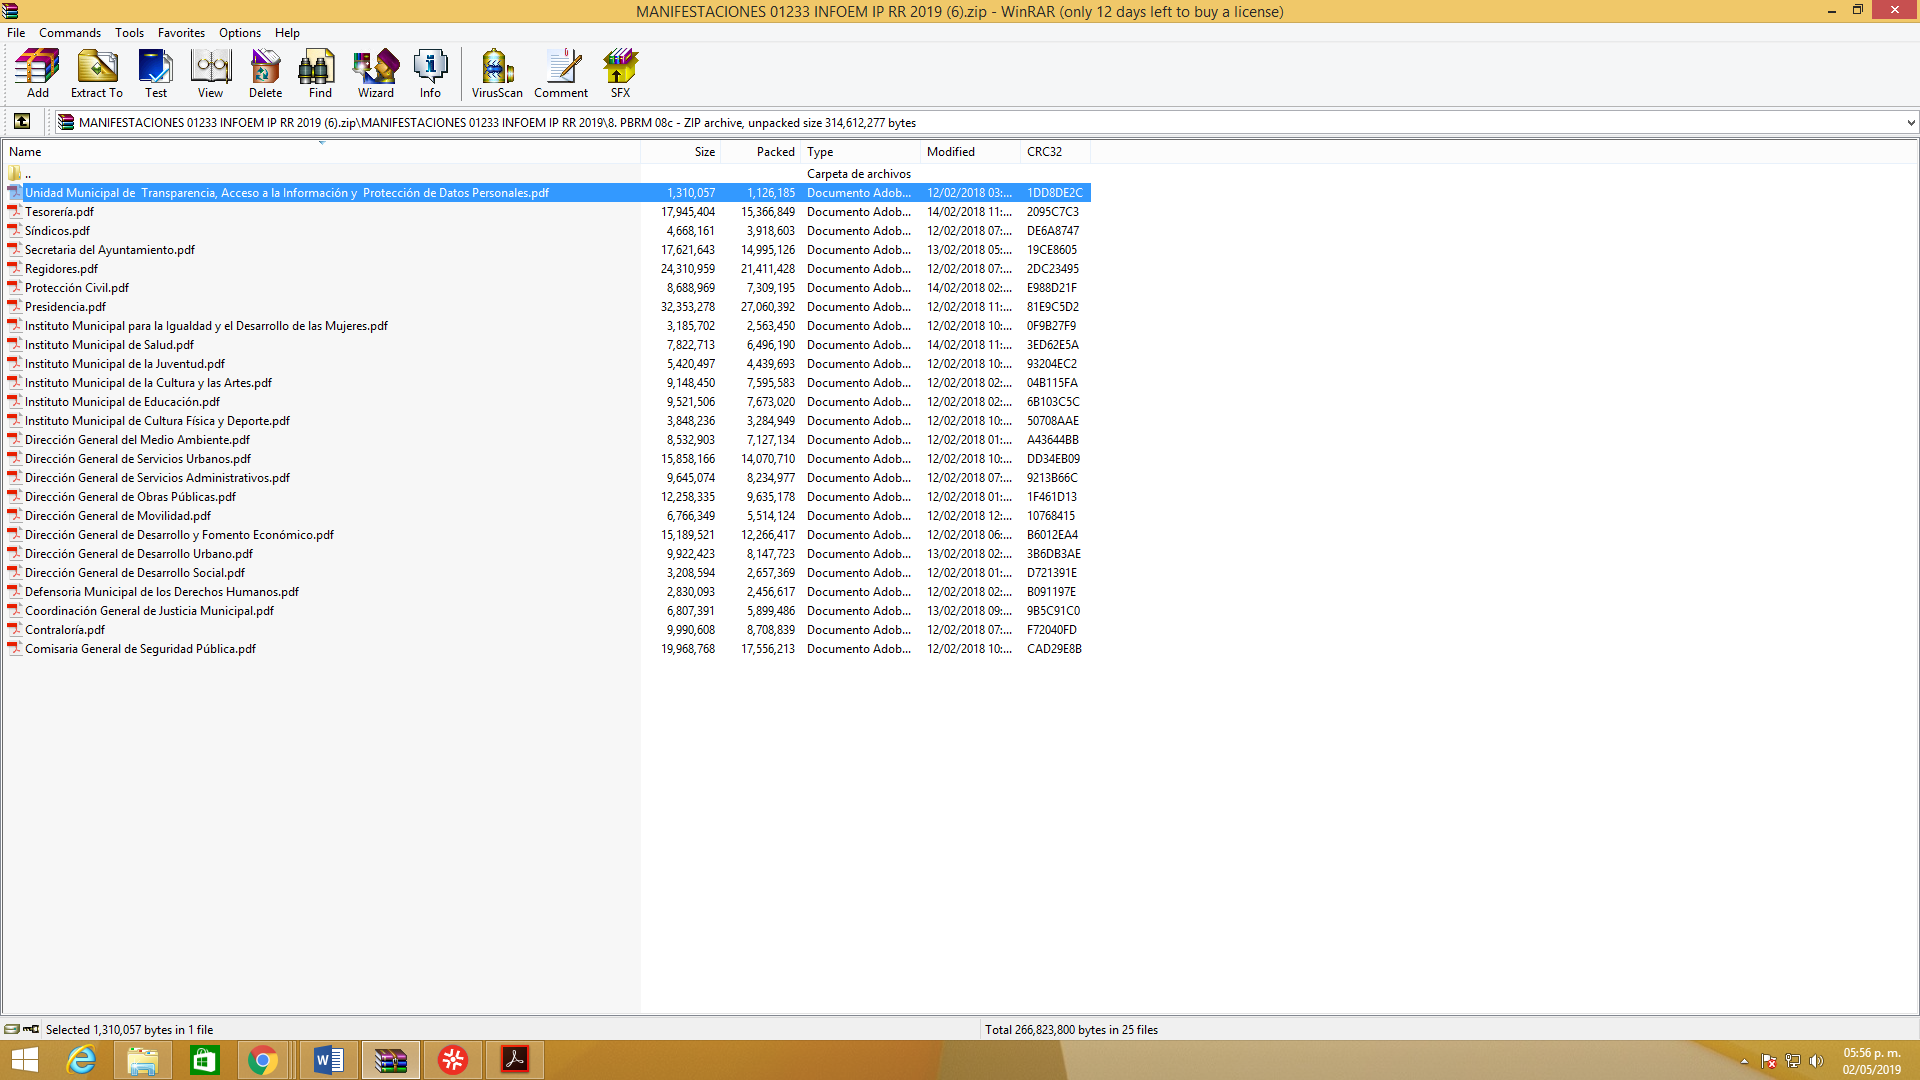 MANIFESTACIONES 01233 INFOEM IP RR 2019 (6).zip - WinRAR (only 12 days left to buy a license)
File Commands Tools Favorites Options Help
Add Extract To Test View Delete Find Wizard Info VirusScan Comment SFX
MANIFESTACIONES 01233 INFOEM IP RR 2019 (6).zip\MANIFESTACIONES 01233 INFOEM IP RR 2019\8. PBRM 08c - ZIP archive, unpacked size 314,612,277 bytes
Name Size Packed Type Modified CRC32
.. Carpeta de archivos
Unidad Municipal de  Transparencia, Acceso a la Información y  Protección de Datos Personales.pdf 1,310,057 1,126,185 Documento Adob... 12/02/2018 03:... 1DD8DE2C
Tesorería.pdf 17,945,404 15,366,849 Documento Adob... 14/02/2018 11:... 2095C7C3
Síndicos.pdf 4,668,161 3,918,603 Documento Adob... 12/02/2018 07:... DE6A8747
Secretaria del Ayuntamiento.pdf 17,621,643 14,995,126 Documento Adob... 13/02/2018 05:... 19CE8605
Regidores.pdf 24,310,959 21,411,428 Documento Adob... 12/02/2018 07:... 2DC23495
Protección Civil.pdf 8,688,969 7,309,195 Documento Adob... 14/02/2018 02:... E988D21F
Presidencia.pdf 32,353,278 27,060,392 Documento Adob... 12/02/2018 11:... 81E9C5D2
Instituto Municipal para la Igualdad y el Desarrollo de las Mujeres.pdf 3,185,702 2,563,450 Documento Adob... 12/02/2018 10:... 0F9B27F9
Instituto Municipal de Salud.pdf 7,822,713 6,496,190 Documento Adob... 14/02/2018 11:... 3ED62E5A
Instituto Municipal de la Juventud.pdf 5,420,497 4,439,693 Documento Adob... 12/02/2018 10:... 93204EC2
Instituto Municipal de la Cultura y las Artes.pdf 9,148,450 7,595,583 Documento Adob... 12/02/2018 02:... 04B115FA
Instituto Municipal de Educación.pdf 9,521,506 7,673,020 Documento Adob... 12/02/2018 02:... 6B103C5C
Instituto Municipal de Cultura Física y Deporte.pdf 3,848,236 3,284,949 Documento Adob... 12/02/2018 10:... 50708AAE
Dirección General del Medio Ambiente.pdf 8,532,903 7,127,134 Documento Adob... 12/02/2018 01:... A43644BB
Dirección General de Servicios Urbanos.pdf 15,858,166 14,070,710 Documento Adob... 12/02/2018 10:... DD34EB09
Dirección General de Servicios Administrativos.pdf 9,645,074 8,234,977 Documento Adob... 12/02/2018 07:... 9213B66C
Dirección General de Obras Públicas.pdf 12,258,335 9,635,178 Documento Adob... 12/02/2018 01:... 1F461D13
Dirección General de Movilidad.pdf 6,766,349 5,514,124 Documento Adob... 12/02/2018 12:... 10768415
Dirección General de Desarrollo y Fomento Económico.pdf 15,189,521 12,266,417 Documento Adob... 12/02/2018 06:... B6012EA4
Dirección General de Desarrollo Urbano.pdf 9,922,423 8,147,723 Documento Adob... 13/02/2018 02:... 3B6DB3AE
Dirección General de Desarrollo Social.pdf 3,208,594 2,657,369 Documento Adob... 12/02/2018 01:... D721391E
Defensoria Municipal de los Derechos Humanos.pdf 2,830,093 2,456,617 Documento Adob... 12/02/2018 02:... B091197E
Coordinación General de Justicia Municipal.pdf 6,807,391 5,899,486 Documento Adob... 13/02/2018 09:... 9B5C91C0
Contraloría.pdf 9,990,608 8,708,839 Documento Adob... 12/02/2018 07:... F72040FD
Comisaria General de Seguridad Pública.pdf 19,968,768 17,556,213 Documento Adob... 12/02/2018 10:... CAD29E8B
Selected 1,310,057 bytes in 1 file Total 266,823,800 bytes in 25 files
05:56 p. m.
02/05/2019